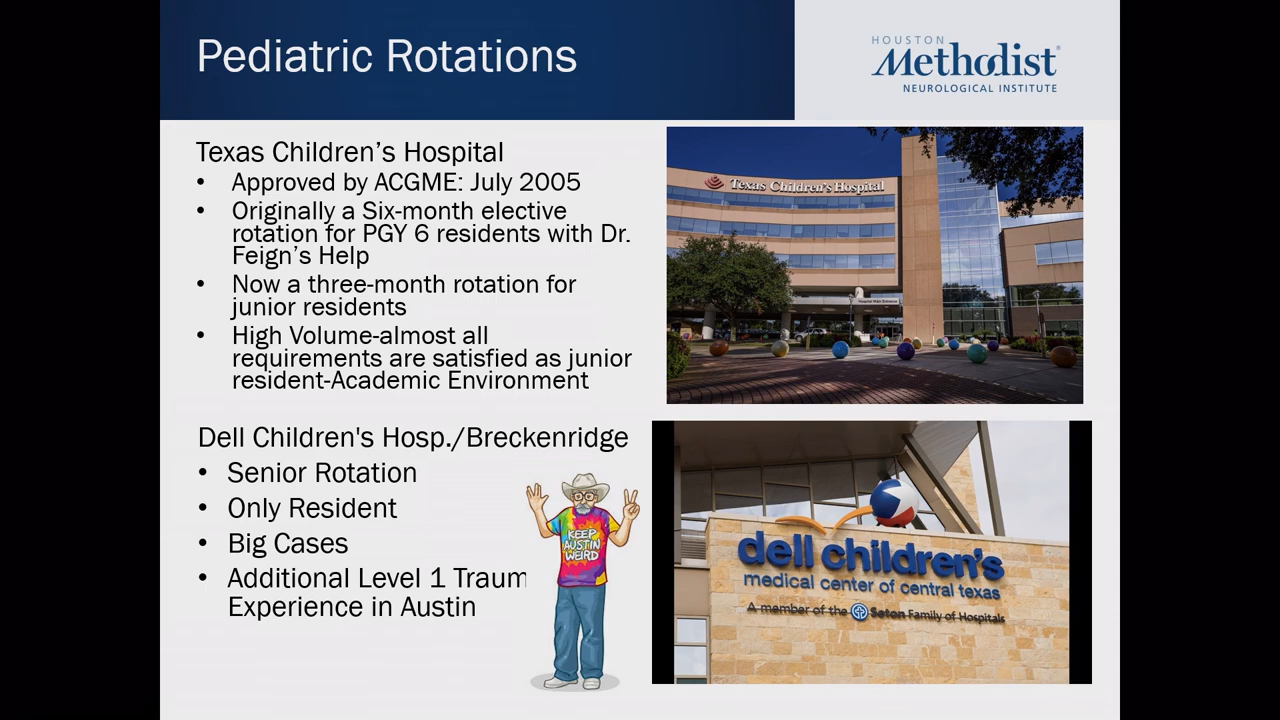 Pediatric Rotations
HOUSTON
Methodist®
NEUROLOGICAL INSTITUTE
Texas Children’s Hospital
• Approved by ACGME: July 2005
• Originally a Six-month elective
rotation for PGY 6 residents with Dr.
Feign’s Help
• Now a three-month rotation for
junior residents
• High Volume-almost all
requirements are satisfied as junior
resident-Academic Environment
Texas Children's Hospital
Hospital Main Entrance
Dell Children's Hosp./Breckenridge
• Senior Rotation
• Only Resident
• Big Cases
• Additional Level 1 Traum
Experience in Austin
KEEP
AUSTIN
WEIRD
dell children's
medical center of central texas
A member of the Seton Family of Hospitals